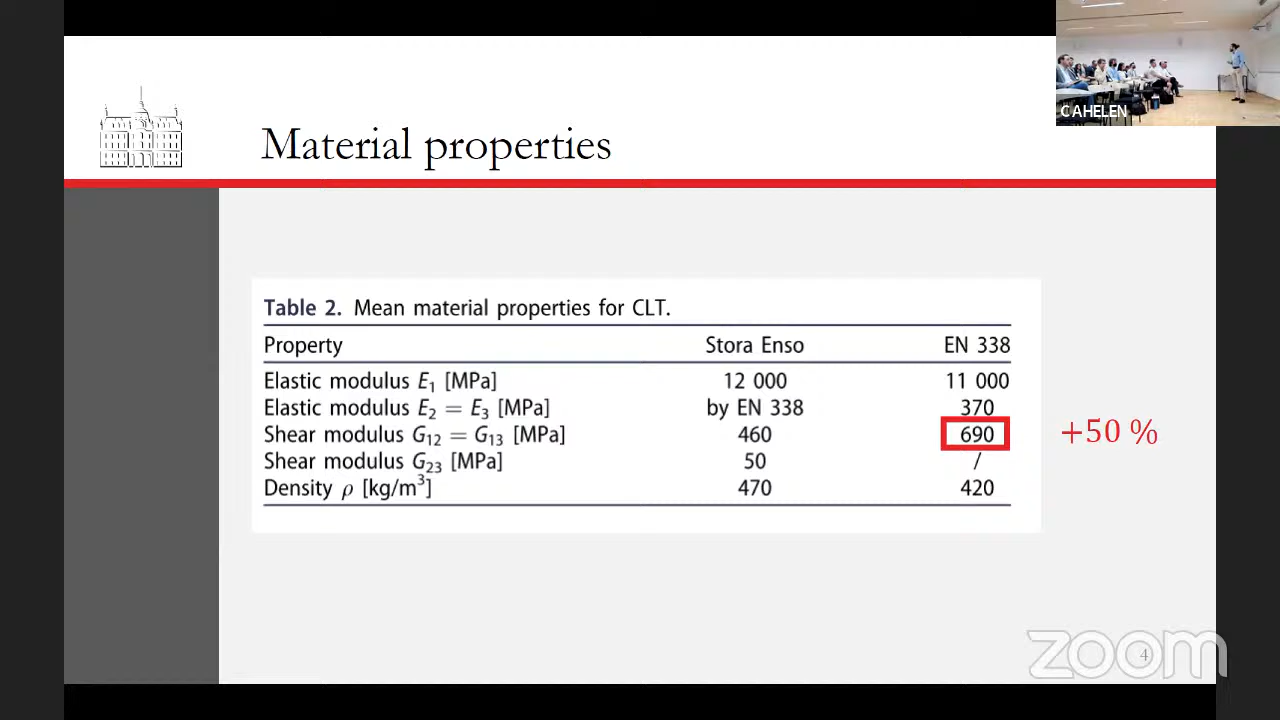 CAHELEN
Material properties
Table 2. Mean material properties for CLT.
Property Stora Enso EN 338
Elastic modulus E₁ [MPa] 12 000 11 000
Elastic modulus E₂ = E₃ [MPa] by EN 338 370
Shear modulus G₁₂ = G₁₃ [MPa] 460 690 +50 %
Shear modulus G₂₃ [MPa] 50 /
Density ρ [kg/m³] 470 420
zoom
4